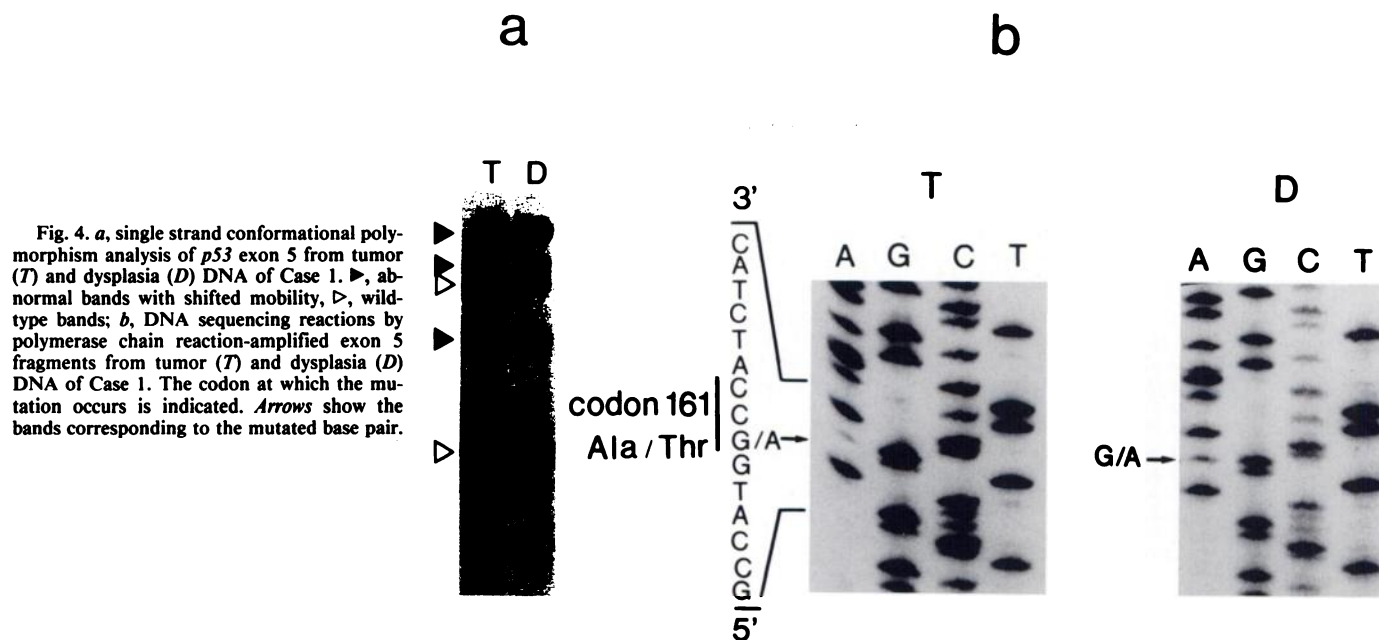 a
b
Fig. 4. a, single strand conformational poly-
morphism analysis of p53 exon 5 from tumor
(T) and dysplasia (D) DNA of Case 1. ►, ab-
normal bands with shifted mobility, ▷, wild-
type bands; b, DNA sequencing reactions by
polymerase chain reaction-amplified exon 5
fragments from tumor (T) and dysplasia (D)
DNA of Case 1. The codon at which the mu-
tation occurs is indicated. Arrows show the
bands corresponding to the mutated base pair.
T D
codon 161
Ala / Thr
3'
C
A
T
C
T
A
C
C
G/A
G
T
A
C
C
G
5'
T
A G C T
D
A G C T
G/A